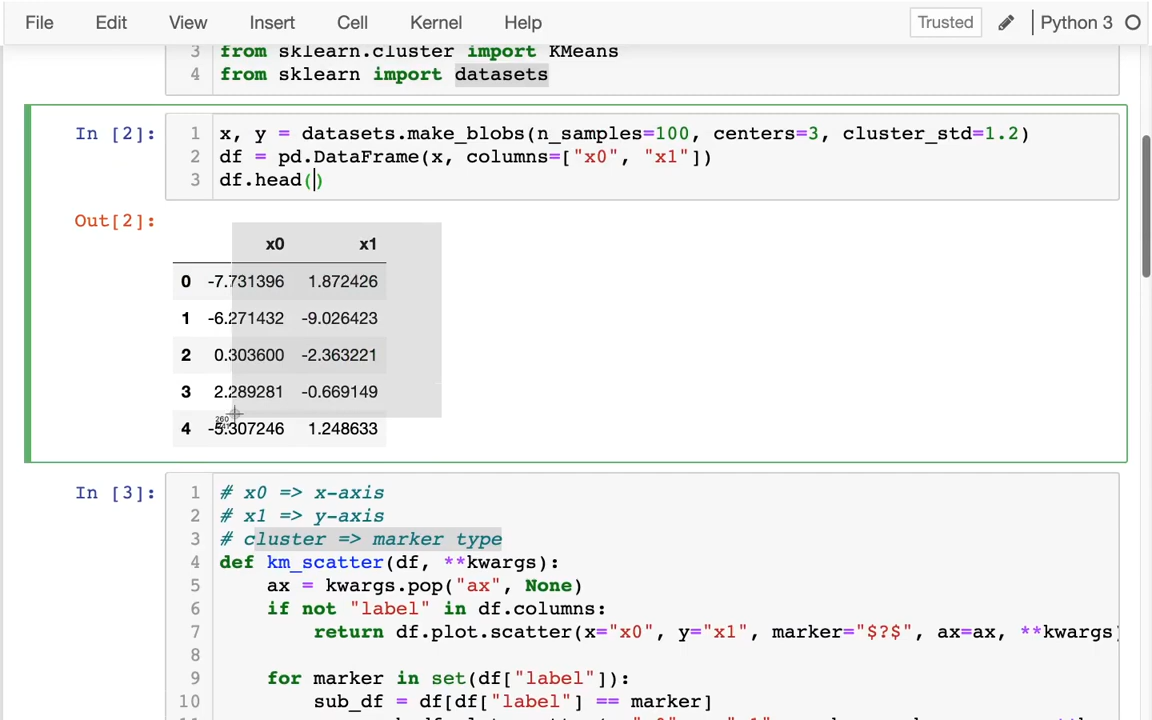 File Edit View Insert Cell Kernel Help Trusted Python 3
3 from sklearn.cluster import KMeans
4 from sklearn import datasets
In [2]: 1 x, y = datasets.make_blobs(n_samples=100, centers=3, cluster_std=1.2)
2 df = pd.DataFrame(x, columns=["x0", "x1"])
3 df.head()
Out[2]:
x0 x1
0 -7.731396 1.872426
1 -6.271432 -9.026423
2 0.303600 -2.363221
3 2.289281 -0.669149
260
4 -5.307246 1.248633
In [3]: 1 # x0 => x-axis
2 # x1 => y-axis
3 # cluster => marker type
4 def km_scatter(df, **kwargs):
5 ax = kwargs.pop("ax", None)
6 if not "label" in df.columns:
7 return df.plot.scatter(x="x0", y="x1", marker="$?$", ax=ax, **kwargs
8
9 for marker in set(df["label"]):
10 sub_df = df[df["label"] == marker]